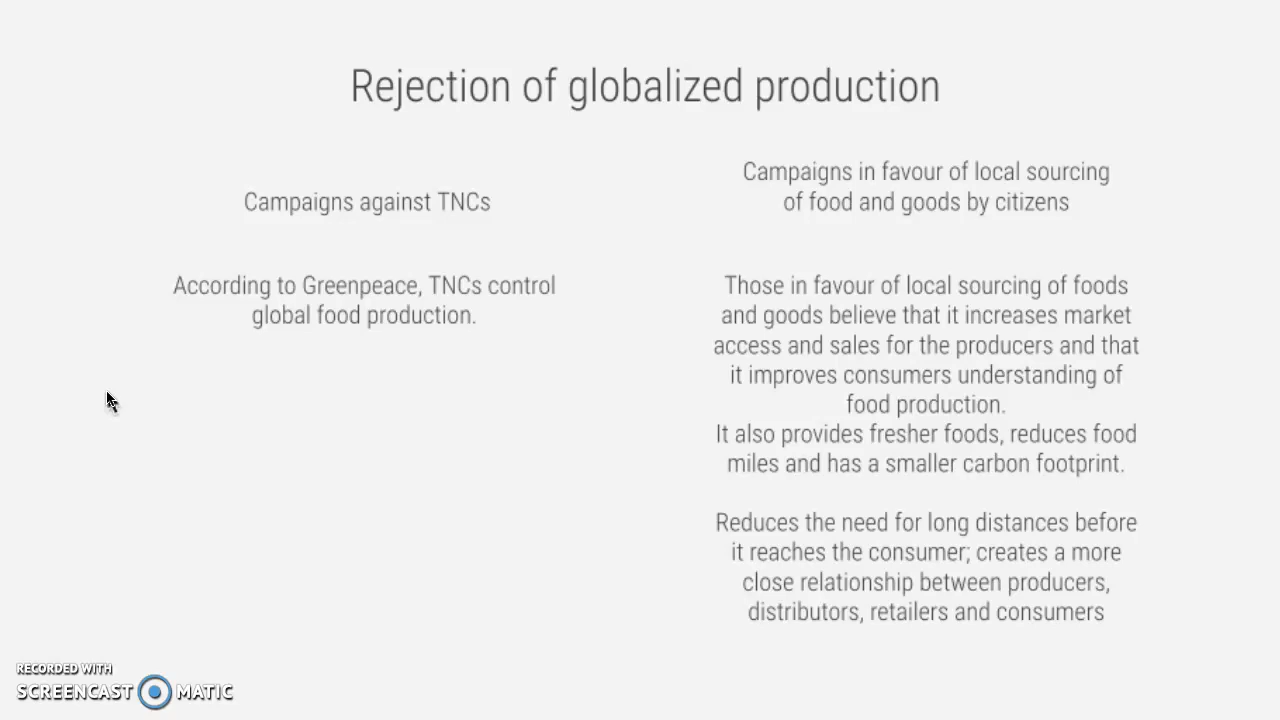 Rejection of globalized production
Campaigns against TNCs
According to Greenpeace, TNCs control
global food production.
Campaigns in favour of local sourcing
of food and goods by citizens
Those in favour of local sourcing of foods
and goods believe that it increases market
access and sales for the producers and that
it improves consumers understanding of
food production.
It also provides fresher foods, reduces food
miles and has a smaller carbon footprint.
Reduces the need for long distances before
it reaches the consumer; creates a more
close relationship between producers,
distributors, retailers and consumers
RECORDED WITH
SCREENCAST MATIC